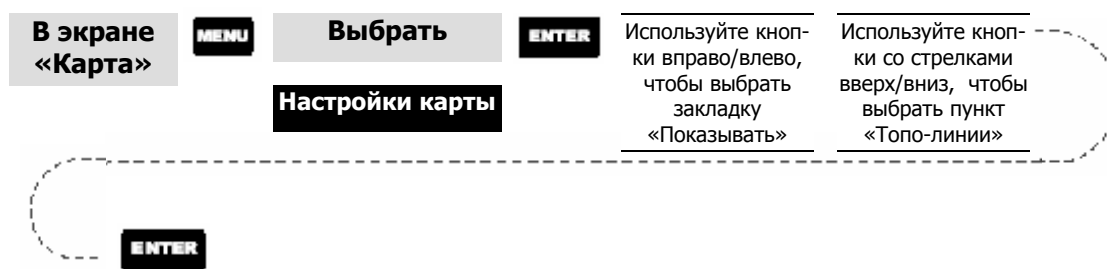 В экране
«Карта»
MENU
Выбрать
Настройки карты
ENTER
Используйте кноп-
ки вправо/влево,
чтобы выбрать
закладку
«Показывать»
Используйте кноп-
ки со стрелками
вверх/вниз, чтобы
выбрать пункт
«Топо-линии»
ENTER